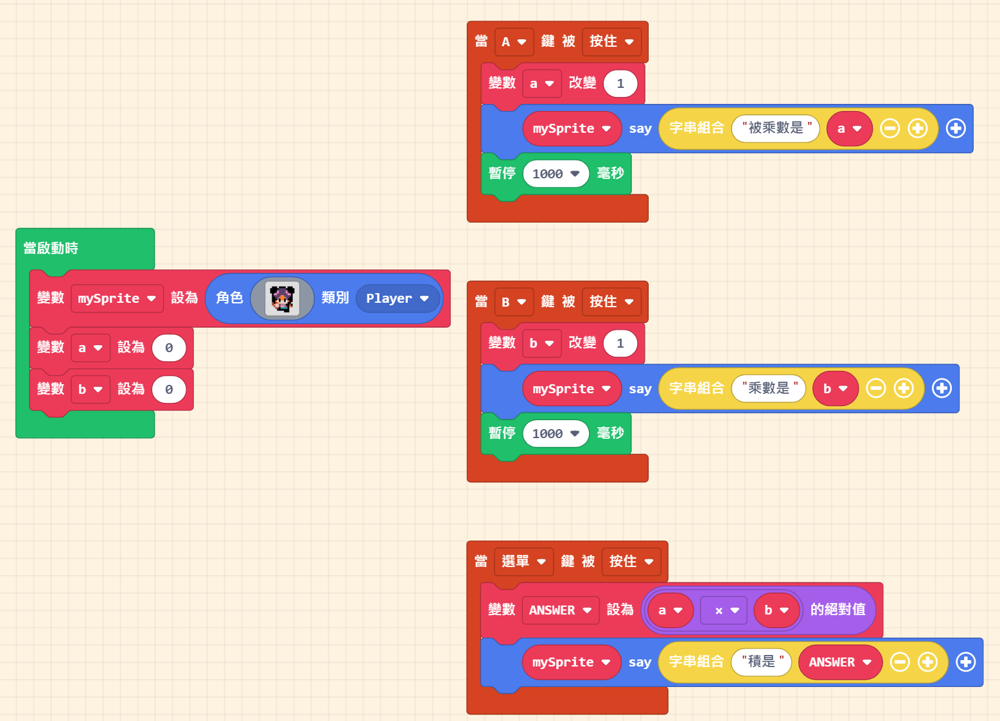 當啟動時
變數 mySprite 設為 角色 類別 Player
變數 a 設為 0
變數 b 設為 0
當 A 鍵 被 按住
變數 a 改變 1
mySprite say 字串組合 "被乘數是" a
暫停 1000 毫秒
當 B 鍵 被 按住
變數 b 改變 1
mySprite say 字串組合 "乘數是" b
暫停 1000 毫秒
當 選單 鍵 被 按住
變數 ANSWER 設為 a × b 的絕對值
mySprite say 字串組合 "積是" ANSWER